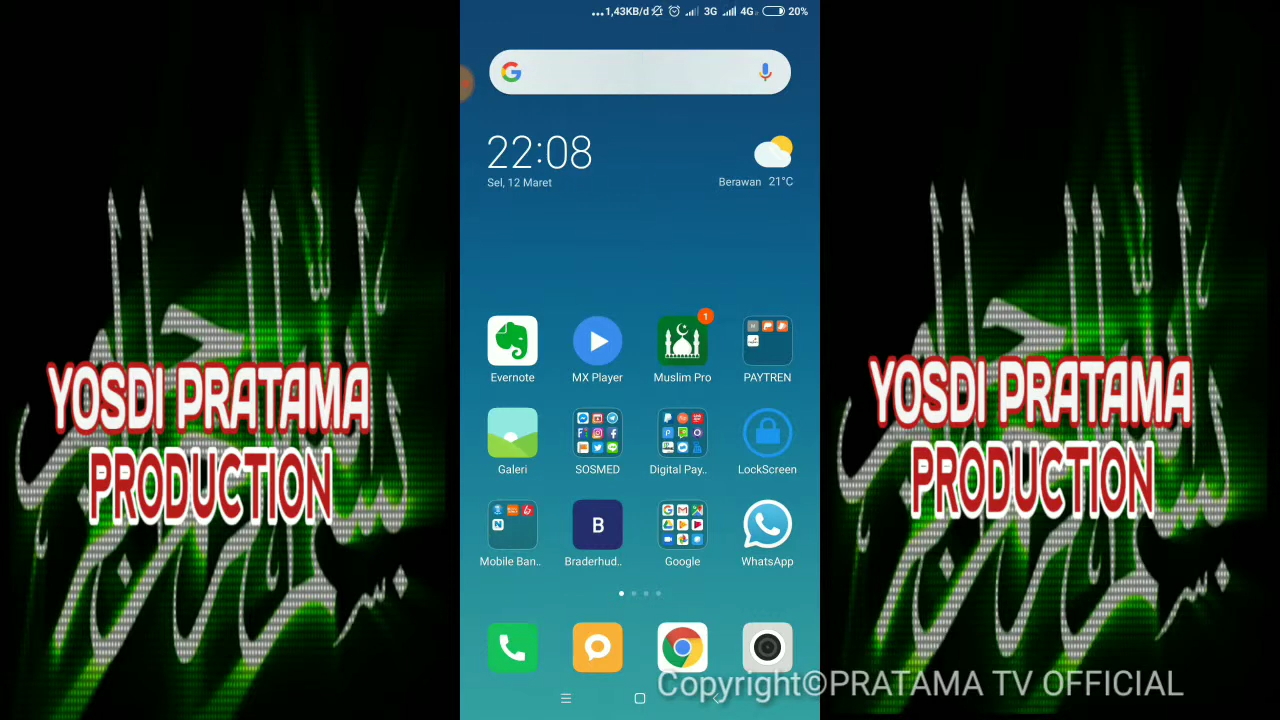 ...1,43KB/d 3G 4G 20%
22:08
Sel, 12 Maret
Berawan 21°C
1
Evernote MX Player Muslim Pro PAYTREN
Galeri SOSMED Digital Pay.. LockScreen
B
Mobile Ban.. Braderhud.. Google WhatsApp
YOSDI PRATAMA
PRODUCTION
YOSDI PRATAMA
PRODUCTION
Copyright©PRATAMA TV OFFICIAL